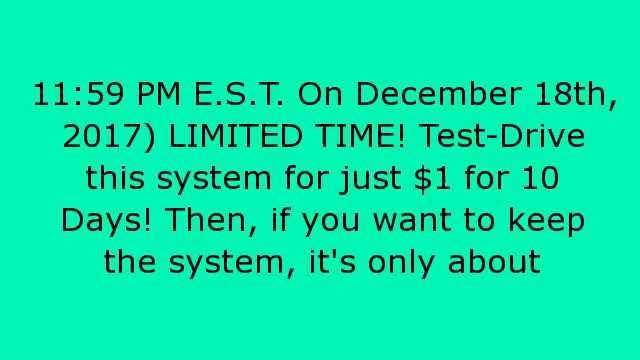 11:59 PM E.S.T. On December 18th,
2017) LIMITED TIME! Test-Drive
this system for just $1 for 10
Days! Then, if you want to keep
the system, it's only about